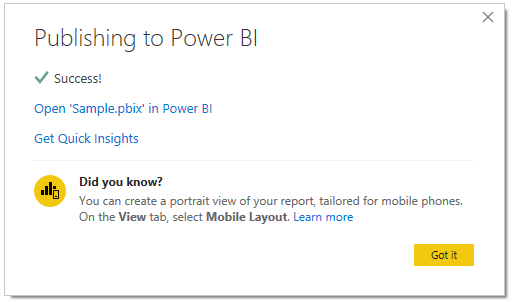 Publishing to Power BI
Success!
Open 'Sample.pbix' in Power BI
Get Quick Insights
Did you know?
You can create a portrait view of your report, tailored for mobile phones.
On the View tab, select Mobile Layout. Learn more
Got it